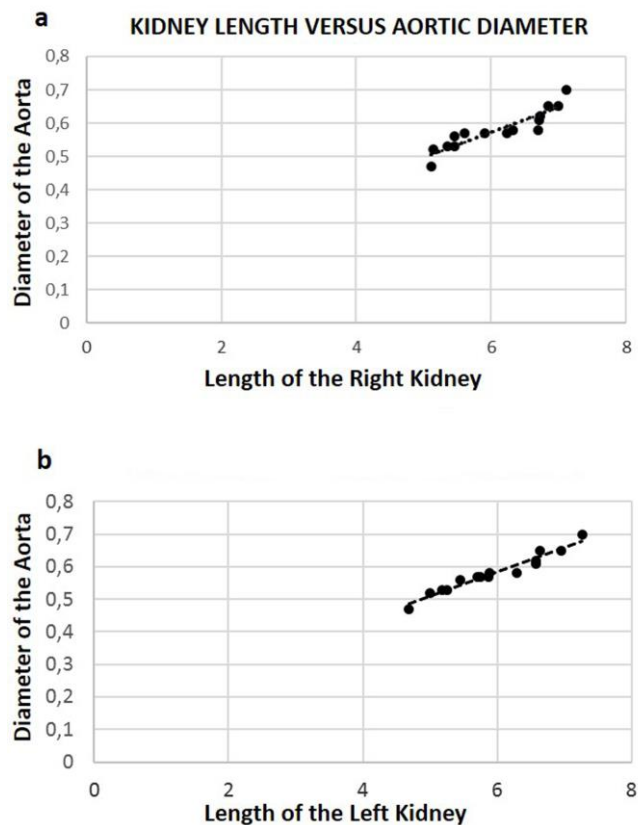 a
KIDNEY LENGTH VERSUS AORTIC DIAMETER
Diameter of the Aorta
0,8
0,7
0,6
0,5
0,4
0,3
0,2
0,1
0
0 2 4 6 8
Length of the Right Kidney
b
Diameter of the Aorta
0,8
0,7
0,6
0,5
0,4
0,3
0,2
0,1
0
0 2 4 6 8
Length of the Left Kidney